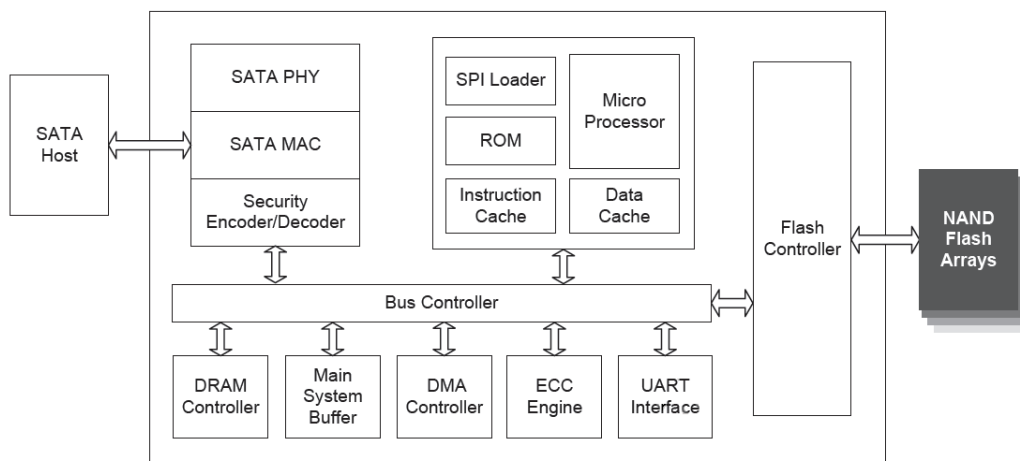 SATA
Host
SATA PHY
SATA MAC
Security
Encoder/Decoder
SPI Loader
ROM
Instruction
Cache
Micro
Processor
Data
Cache
Flash
Controller
NAND
Flash
Arrays
Bus Controller
DRAM
Controller
Main
System
Buffer
DMA
Controller
ECC
Engine
UART
Interface